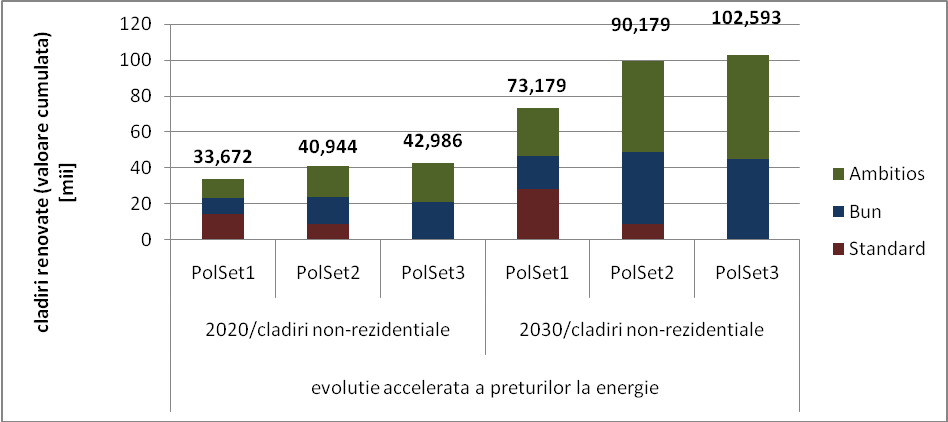 cladiri renovate (valoare cumulata)
[mii]
120
100
80
60
40
20
0
33,672
40,944
42,986
73,179
90,179
102,593
PolSet1
PolSet2
PolSet3
PolSet1
PolSet2
PolSet3
2020/cladiri non-rezidentiale
2030/cladiri non-rezidentiale
evolutie accelerata a preturilor la energie
Ambitios
Bun
Standard